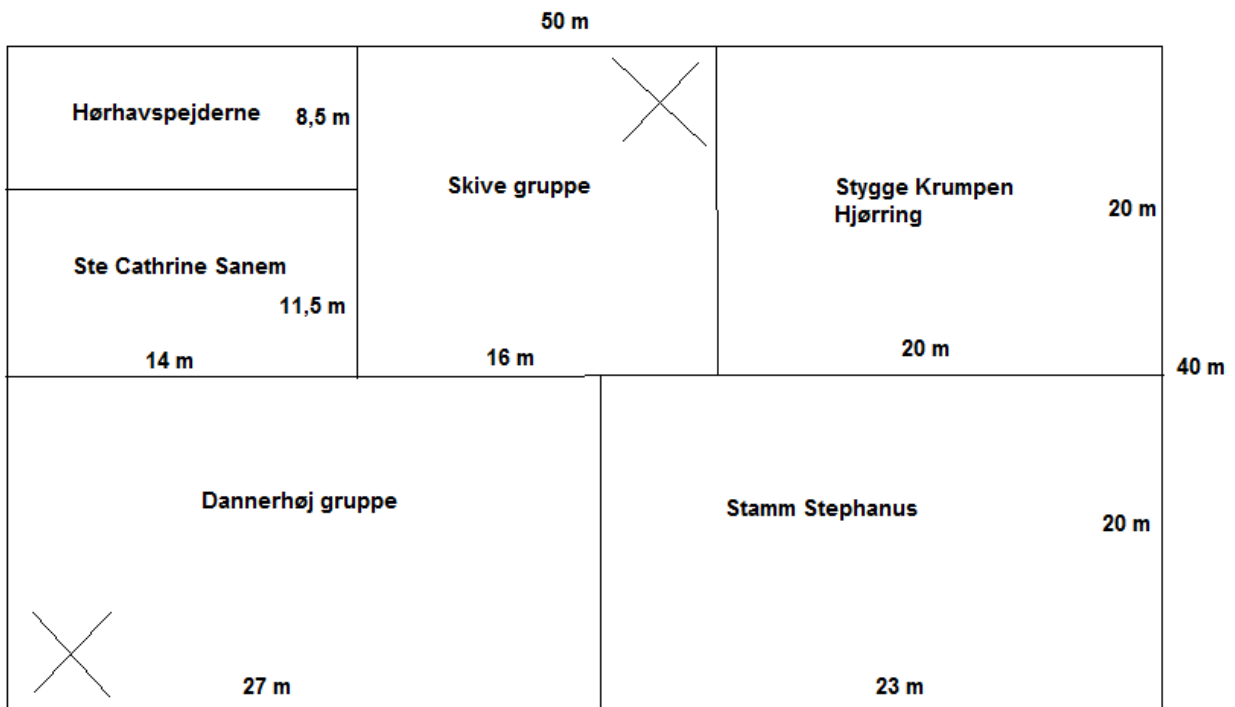 50 m
Hørhavspejderne
8,5 m
Skive gruppe
Stygge Krumpen
Hjørring
20 m
Ste Cathrine Sanem
11,5 m
14 m
16 m
20 m
40 m
Dannerhøj gruppe
Stamm Stephanus
20 m
27 m
23 m